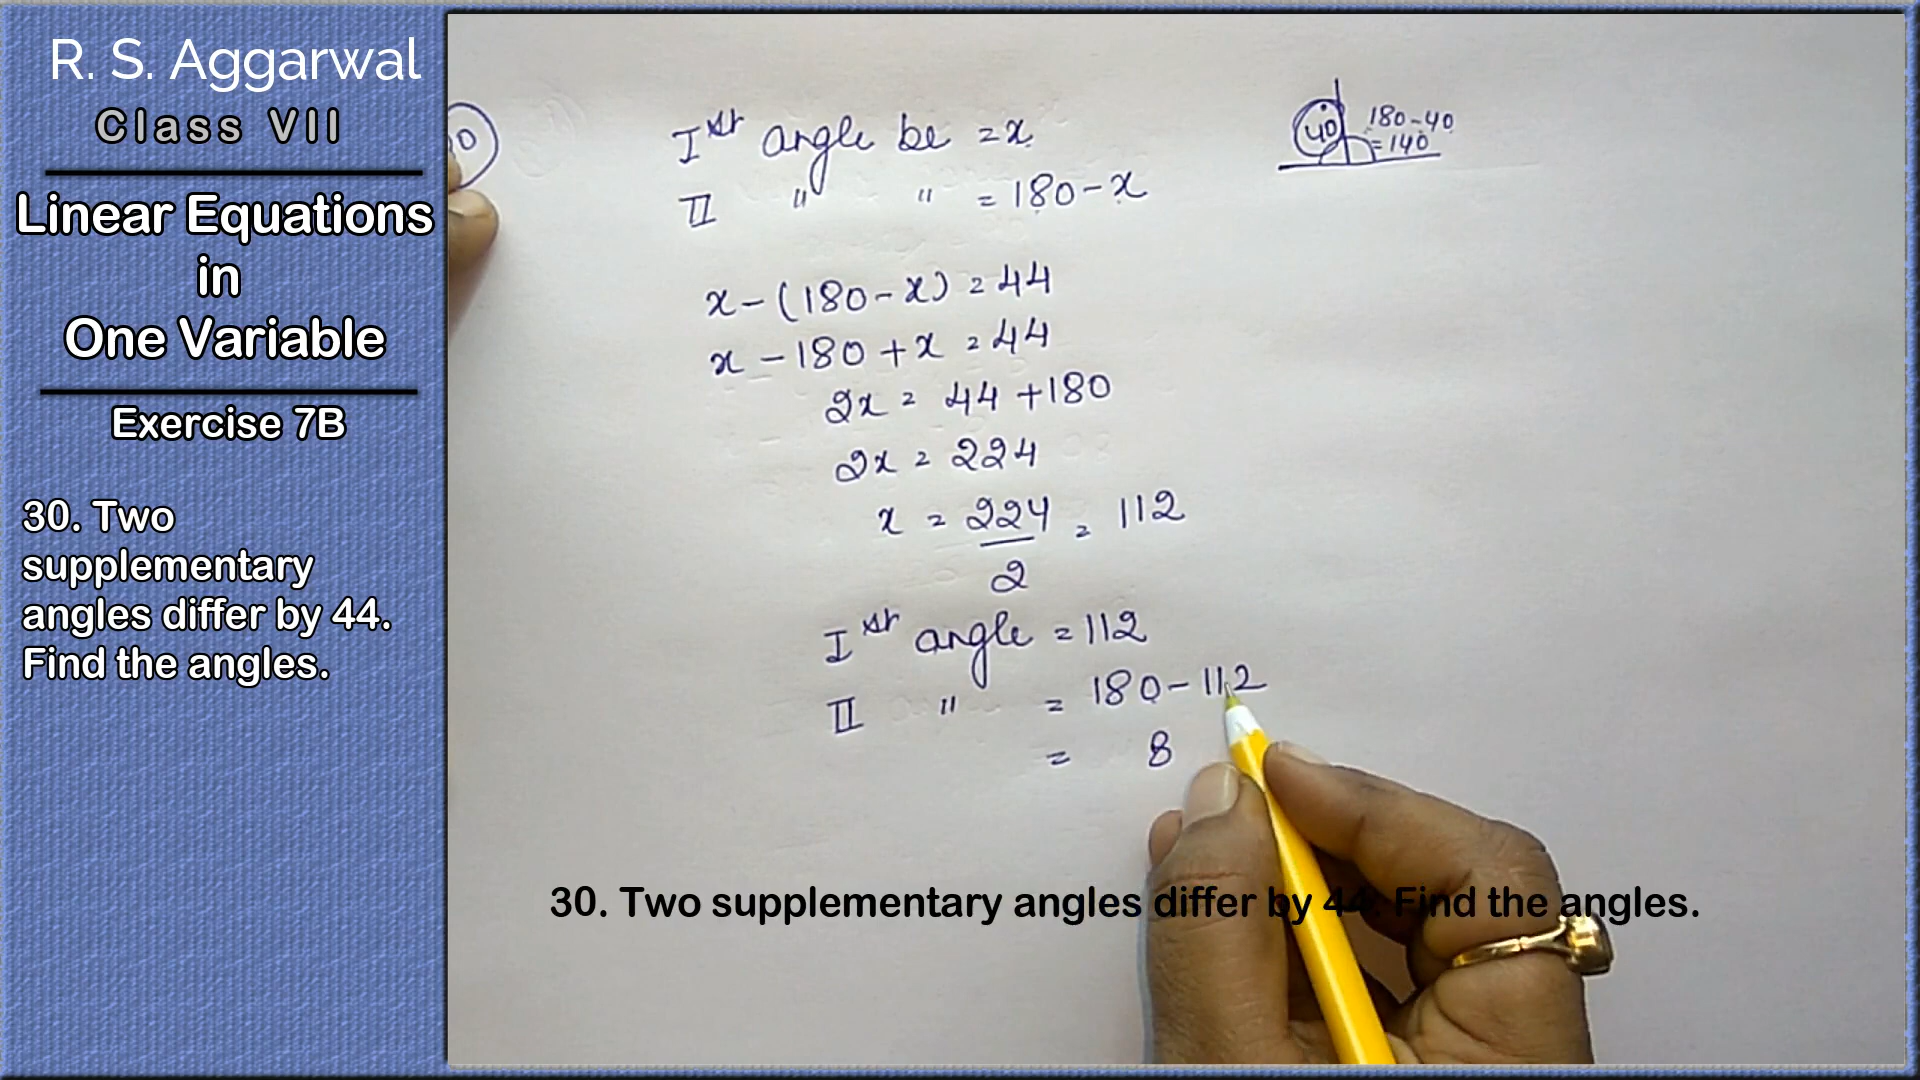 R. S. Aggarwal
Class VII
Linear Equations
in
One Variable
Exercise 7B
30. Two
supplementary
angles differ by 44.
Find the angles.
Ist angle be = x
II " " = 180 - x
40 180-40
=140
x - (180 - x) = 44
x - 180 + x = 44
2x = 44 + 180
2x = 224
x = 224/2 = 112
Ist angle = 112
II " = 180 - 112
= 8
30. Two supplementary angles differ by 44. Find the angles.